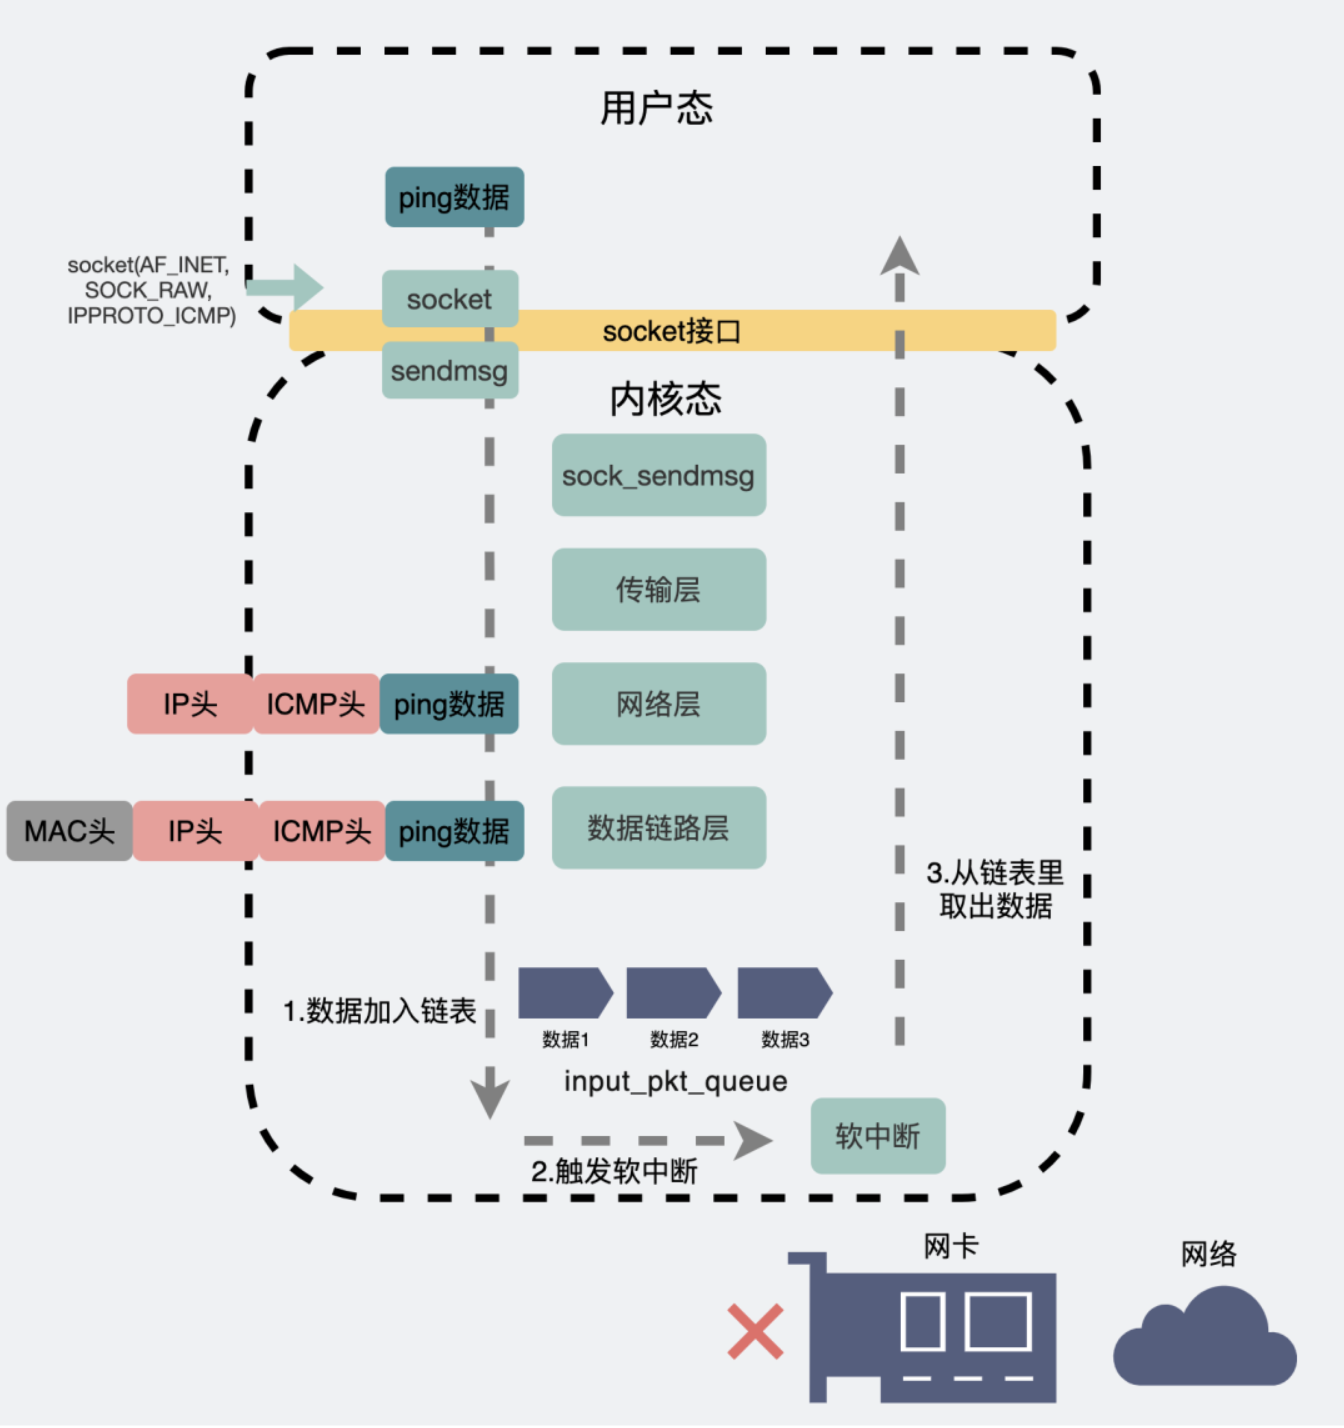 用户态
ping数据
socket(AF_INET,
SOCK_RAW,
IPPROTO_ICMP)
socket
socket接口
sendmsg
内核态
sock_sendmsg
传输层
IP头
ICMP头
ping数据
网络层
MAC头
IP头
ICMP头
ping数据
数据链路层
3.从链表里
取出数据
1.数据加入链表
数据1
数据2
数据3
input_pkt_queue
软中断
2.触发软中断
网卡
网络